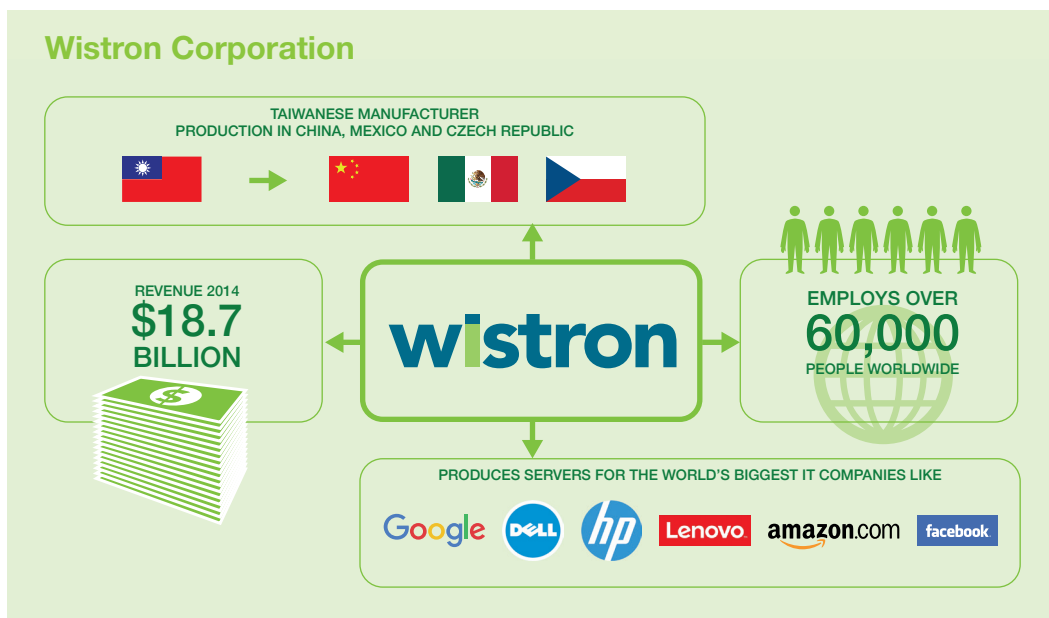 Wistron Corporation
TAIWANESE MANUFACTURER
PRODUCTION IN CHINA, MEXICO AND CZECH REPUBLIC
REVENUE 2014
$18.7
BILLION
$
wistron
EMPLOYS OVER
60,000
PEOPLE WORLDWIDE
PRODUCES SERVERS FOR THE WORLD'S BIGGEST IT COMPANIES LIKE
Google DELL hp Lenovo amazon.com facebook